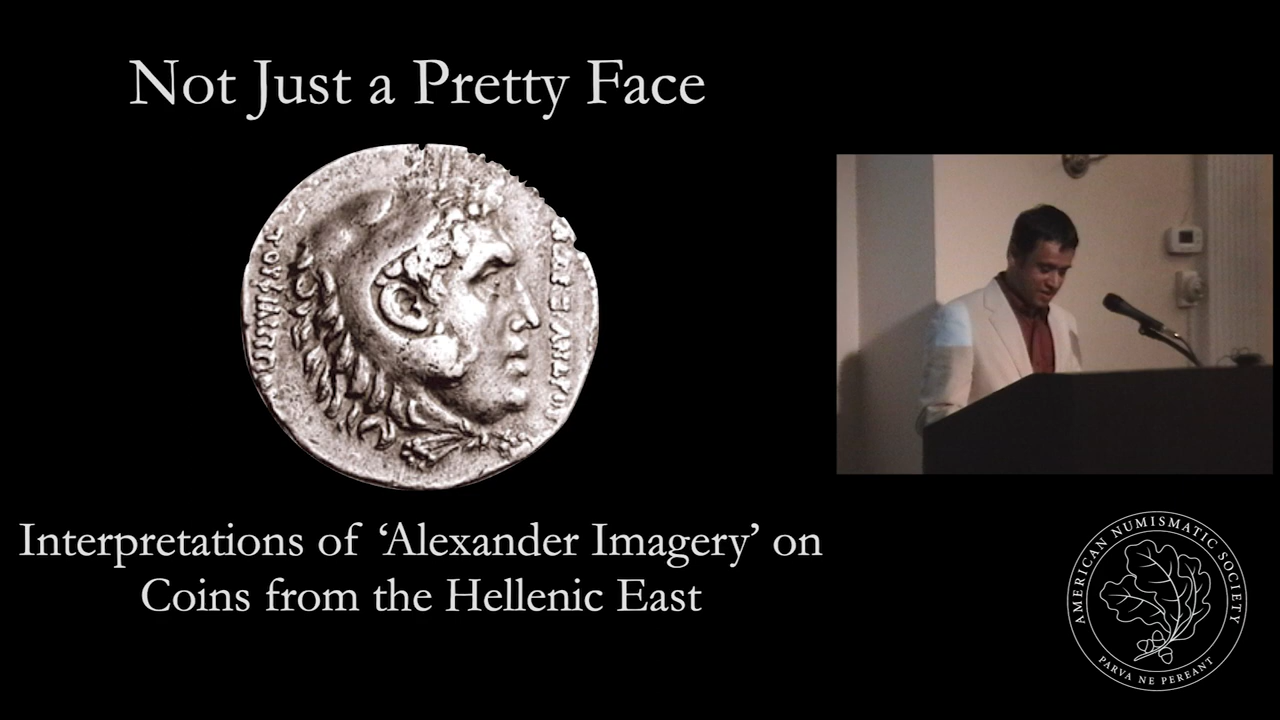 Not Just a Pretty Face
Interpretations of ‘Alexander Imagery’ on
Coins from the Hellenic East
AMERICAN NUMISMATIC SOCIETY
PARVA NE PEREANT